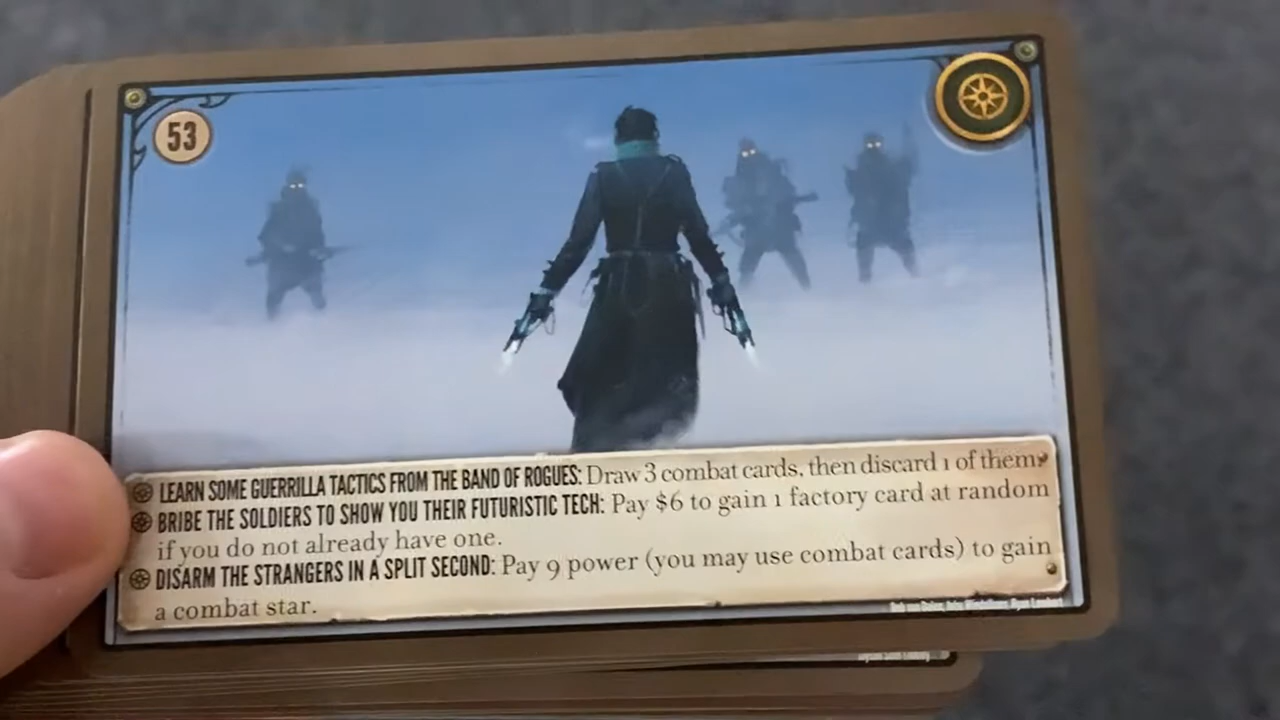 53
LEARN SOME GUERRILLA TACTICS FROM THE BAND OF ROGUES: Draw 3 combat cards, then discard 1 of them.
BRIBE THE SOLDIERS TO SHOW YOU THEIR FUTURISTIC TECH: Pay $6 to gain 1 factory card at random
if you do not already have one.
DISARM THE STRANGERS IN A SPLIT SECOND: Pay 9 power (you may use combat cards) to gain
a combat star.